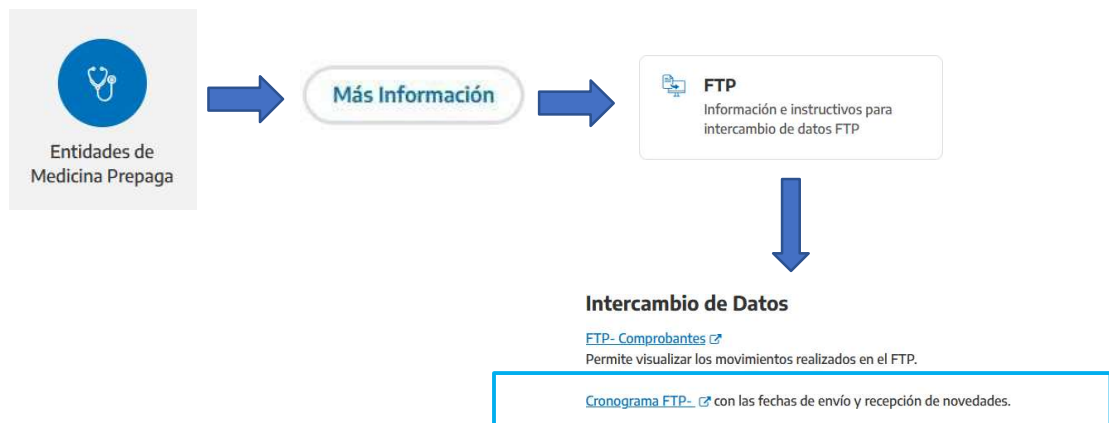 Entidades de
Medicina Prepaga
Más Información
FTP
Información e instructivos para
intercambio de datos FTP
Intercambio de Datos
FTP- Comprobantes
Permite visualizar los movimientos realizados en el FTP.
Cronograma FTP- con las fechas de envío y recepción de novedades.